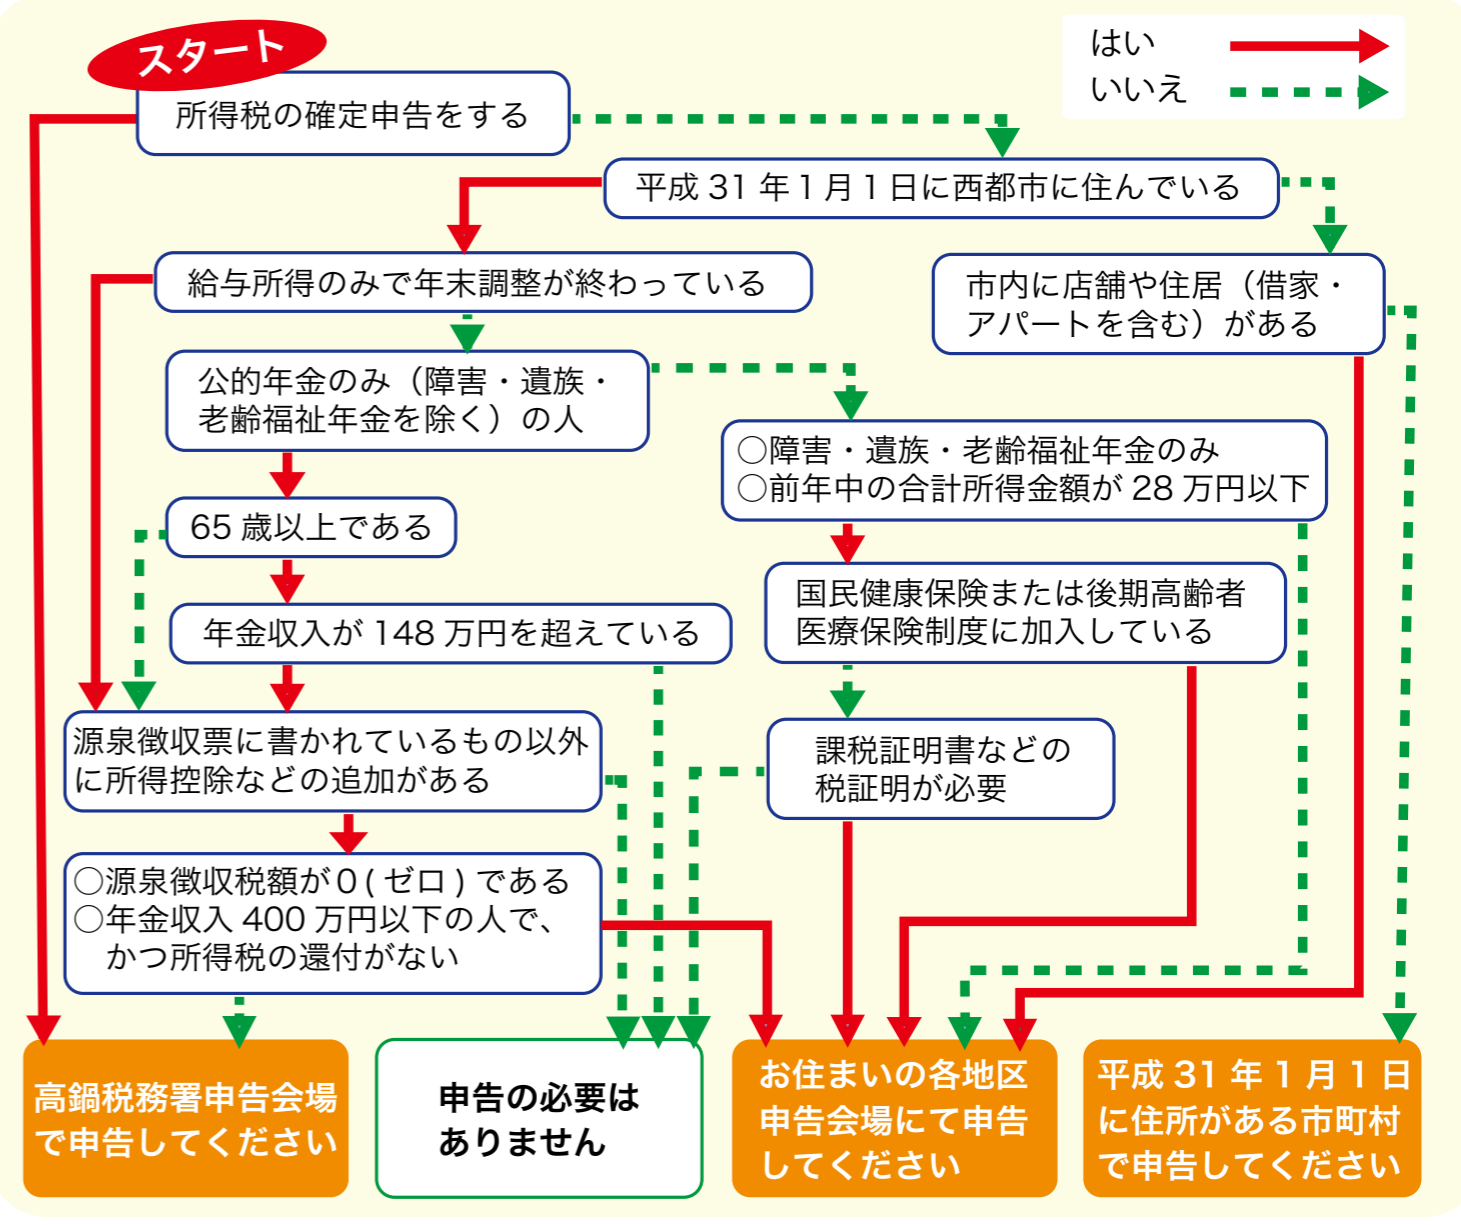 スタート
はい
いいえ
所得税の確定申告をする
平成 31 年 1 月 1 日に西都市に住んでいる
給与所得のみで年末調整が終わっている
市内に店舗や住居（借家・
アパートを含む）がある
公的年金のみ（障害・遺族・
老齢福祉年金を除く）の人
○障害・遺族・老齢福祉年金のみ
○前年中の合計所得金額が 28 万円以下
65 歳以上である
国民健康保険または後期高齢者
医療保険制度に加入している
年金収入が 148 万円を超えている
源泉徴収票に書かれているもの以外
に所得控除などの追加がある
課税証明書などの
税証明が必要
○源泉徴収税額が０( ゼロ ) である
○年金収入 400 万円以下の人で、
かつ所得税の還付がない
高鍋税務署申告会場
で申告してください
申告の必要は
ありません
お住まいの各地区
申告会場にて申告
してください
平成 31 年 1 月 1 日
に住所がある市町村
で申告してください